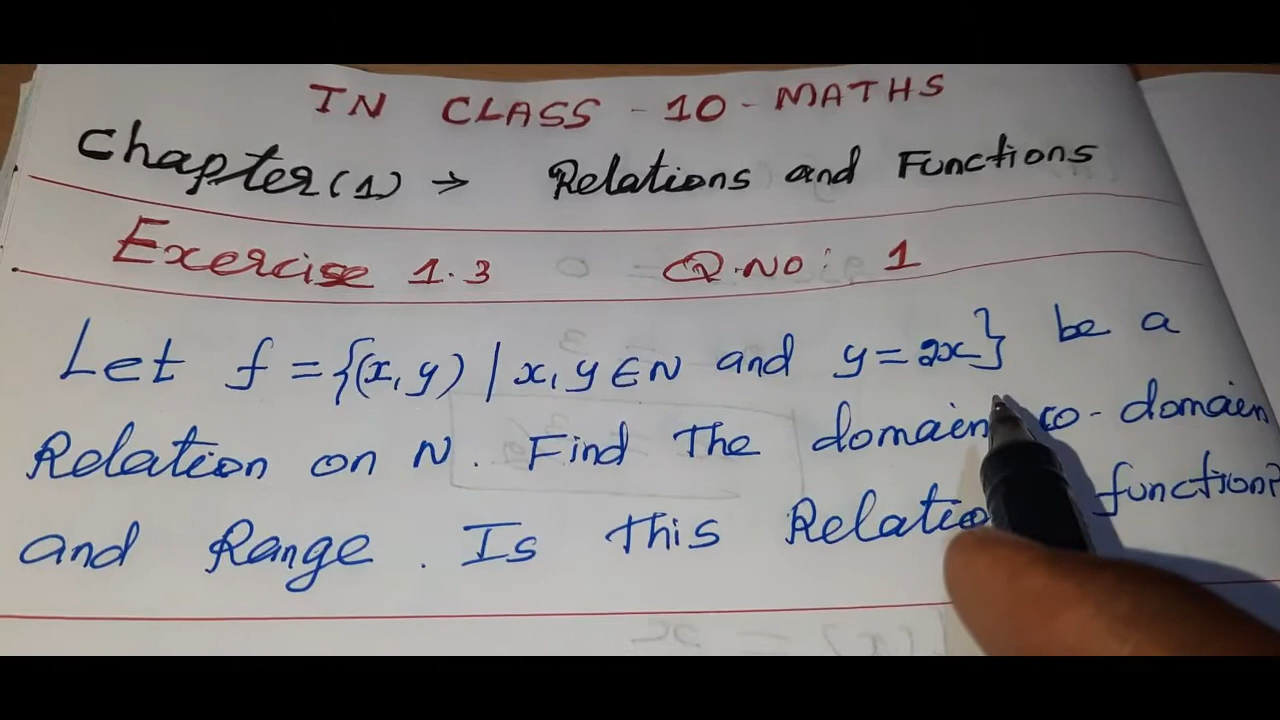 TN CLASS - 10 - MATHS
Chapter (1) → Relations and Functions
Exercise 1.3 Q.NO: 1
Let f = {(x, y) | x, y ∈ N and y = 2x} be a
Relation on N. Find The domain co-domain
and Range. Is This function?